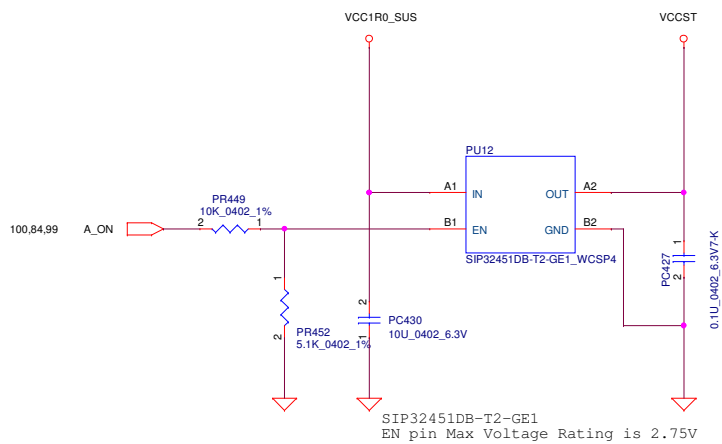 VCC1R0_SUS
VCCST
PU12
A1
IN
OUT
A2
PR449
10K_0402_1%
100,84,99
A_ON
2
1
B1
EN
GND
B2
SIP32451DB-T2-GE1_WCSP4
1
2
PC427
0.1U_0402_6.3V7-K
1
2
PR452
5.1K_0402_1%
2
1
PC430
10U_0402_6.3V
SIP32451DB-T2-GE1
EN pin Max Voltage Rating is 2.75V